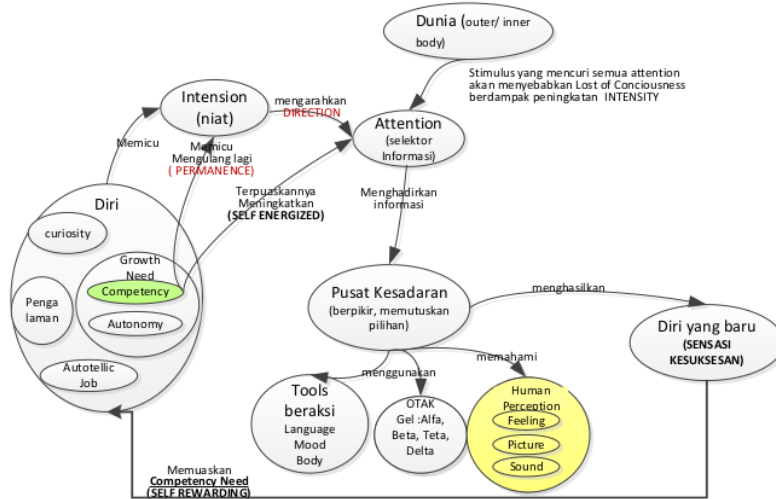 Dunia (outer/ inner
body)
Stimulus yang mencuri semua attention
akan menyebabkan Lost of Conciousness
berdampak peningkatan INTENSITY
Intension
(niat)
mengarahkan
DIRECTION
Attention
(selektor
Informasi)
Memicu
Memicu
Mengulang lagi
( PERMANENCE)
Terpuaskannya
Meningkatkan
(SELF ENERGIZED)
Menghadirkan
informasi
Diri
curiosity
Growth
Need
Competency
Autonomy
Penga
laman
Autotellic
Job
Pusat Kesadaran
(berpikir, memutuskan
pilihan)
menghasilkan
Diri yang baru
(SENSASI
KESUKSESAN)
menggunakan
memahami
Tools
beraksi
Language
Mood
Body
OTAK
Gel :Alfa,
Beta, Teta,
Delta
Human
Perception
Feeling
Picture
Sound
Memuaskan
Competency Need
(SELF REWARDING)